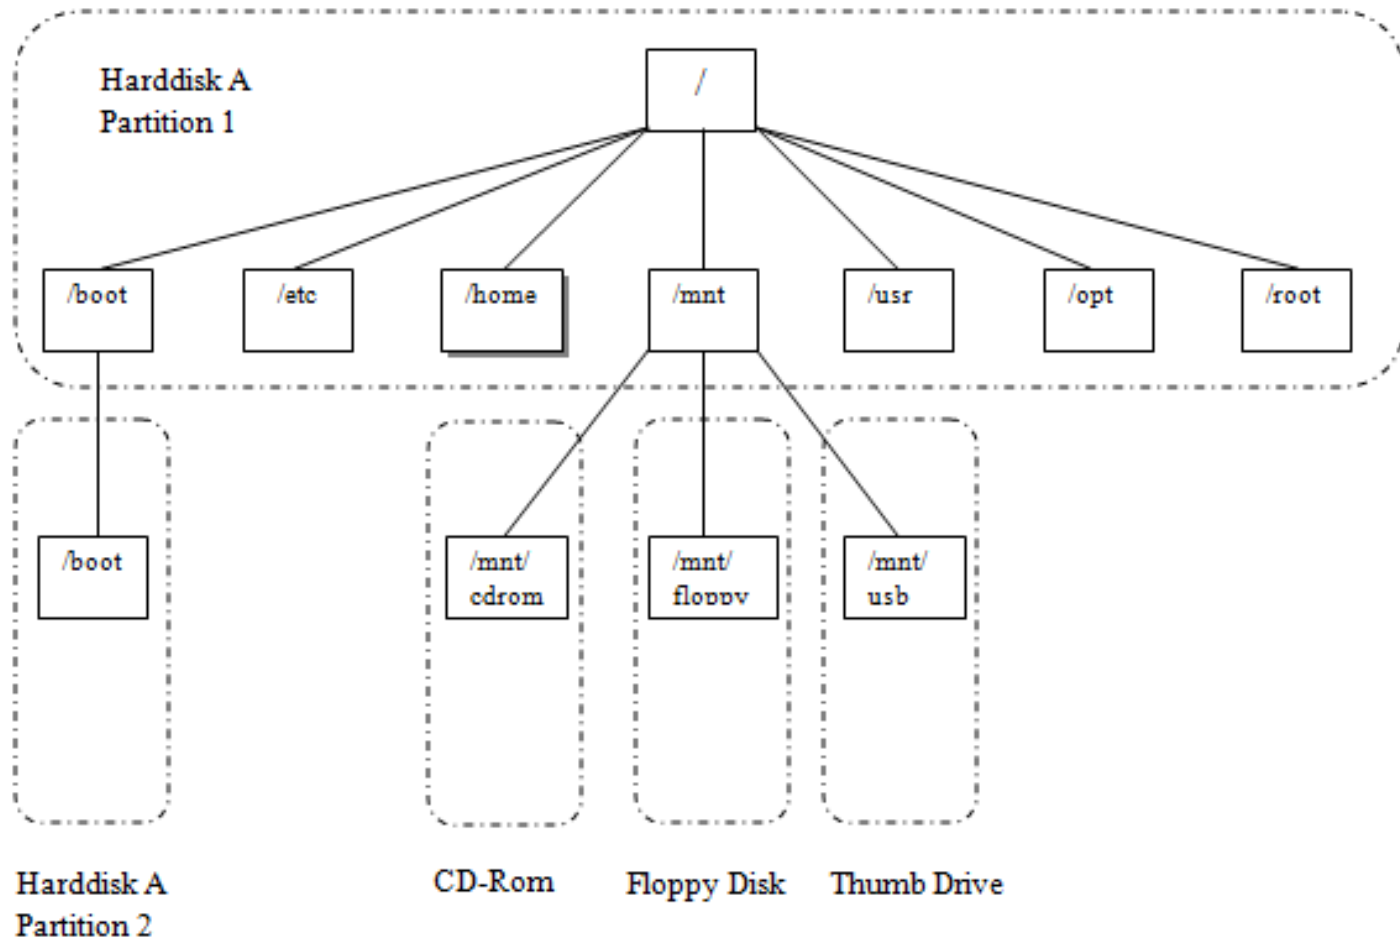 /
Harddisk A
Partition 1
/boot
/etc
/home
/mnt
/usr
/opt
/root
/boot
/mnt/
cdrom
/mnt/
floppy
/mnt/
usb
Harddisk A
Partition 2
CD-Rom
Floppy Disk
Thumb Drive